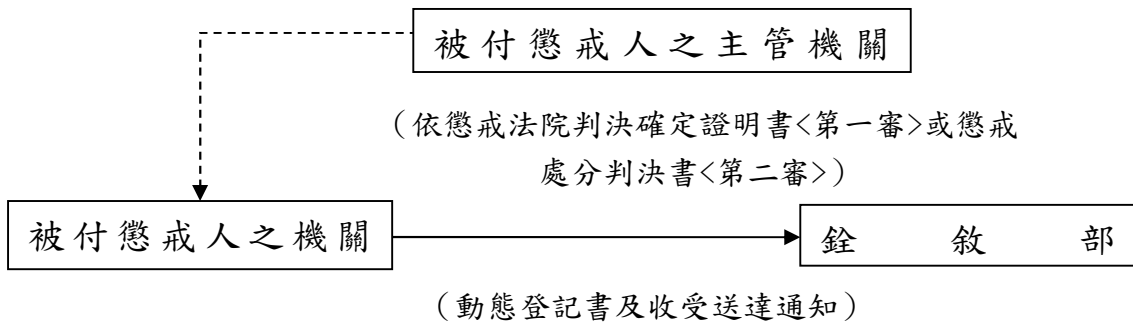 被付懲戒人之主管機關
（依懲戒法院判決確定證明書<第一審>或懲戒
處分判決書<第二審>）
被付懲戒人之機關
銓敘部
（動態登記書及收受送達通知）